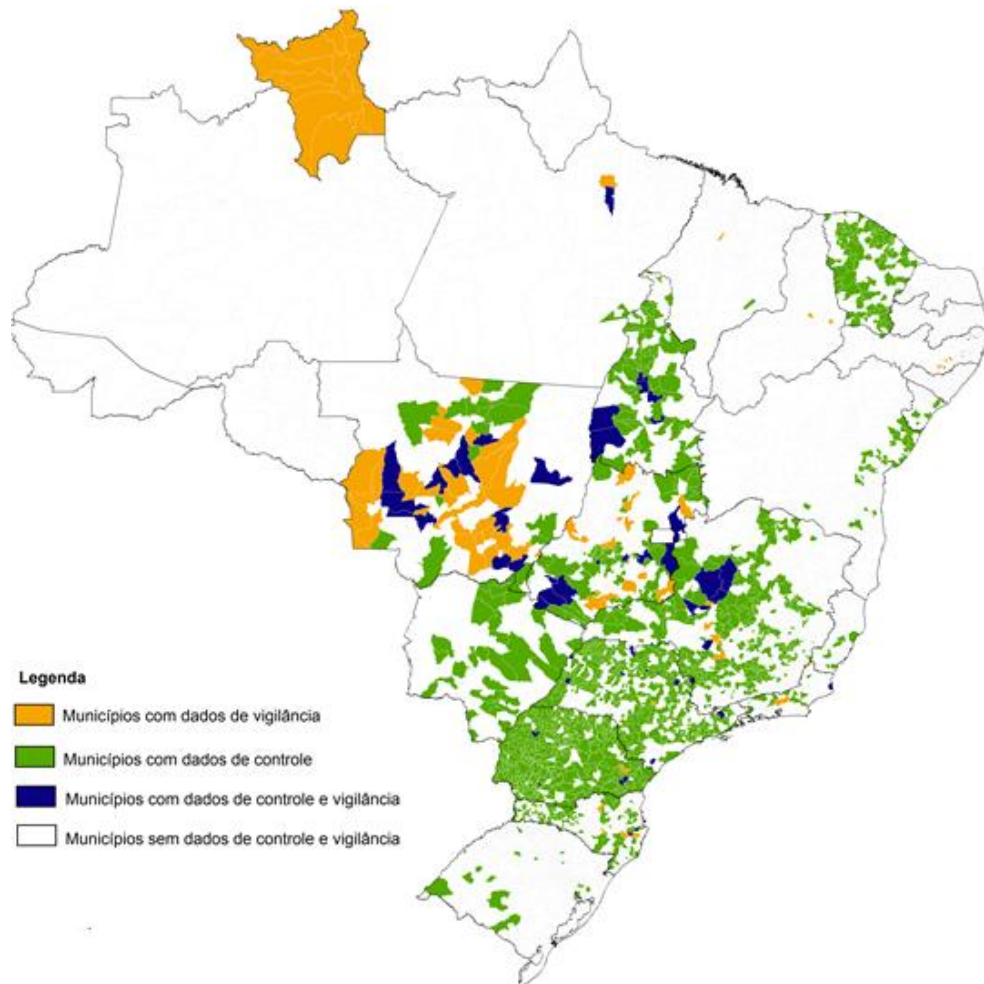 Legenda
Municípios com dados de vigilância
Municípios com dados de controle
Municípios com dados de controle e vigilância
Municípios sem dados de controle e vigilância